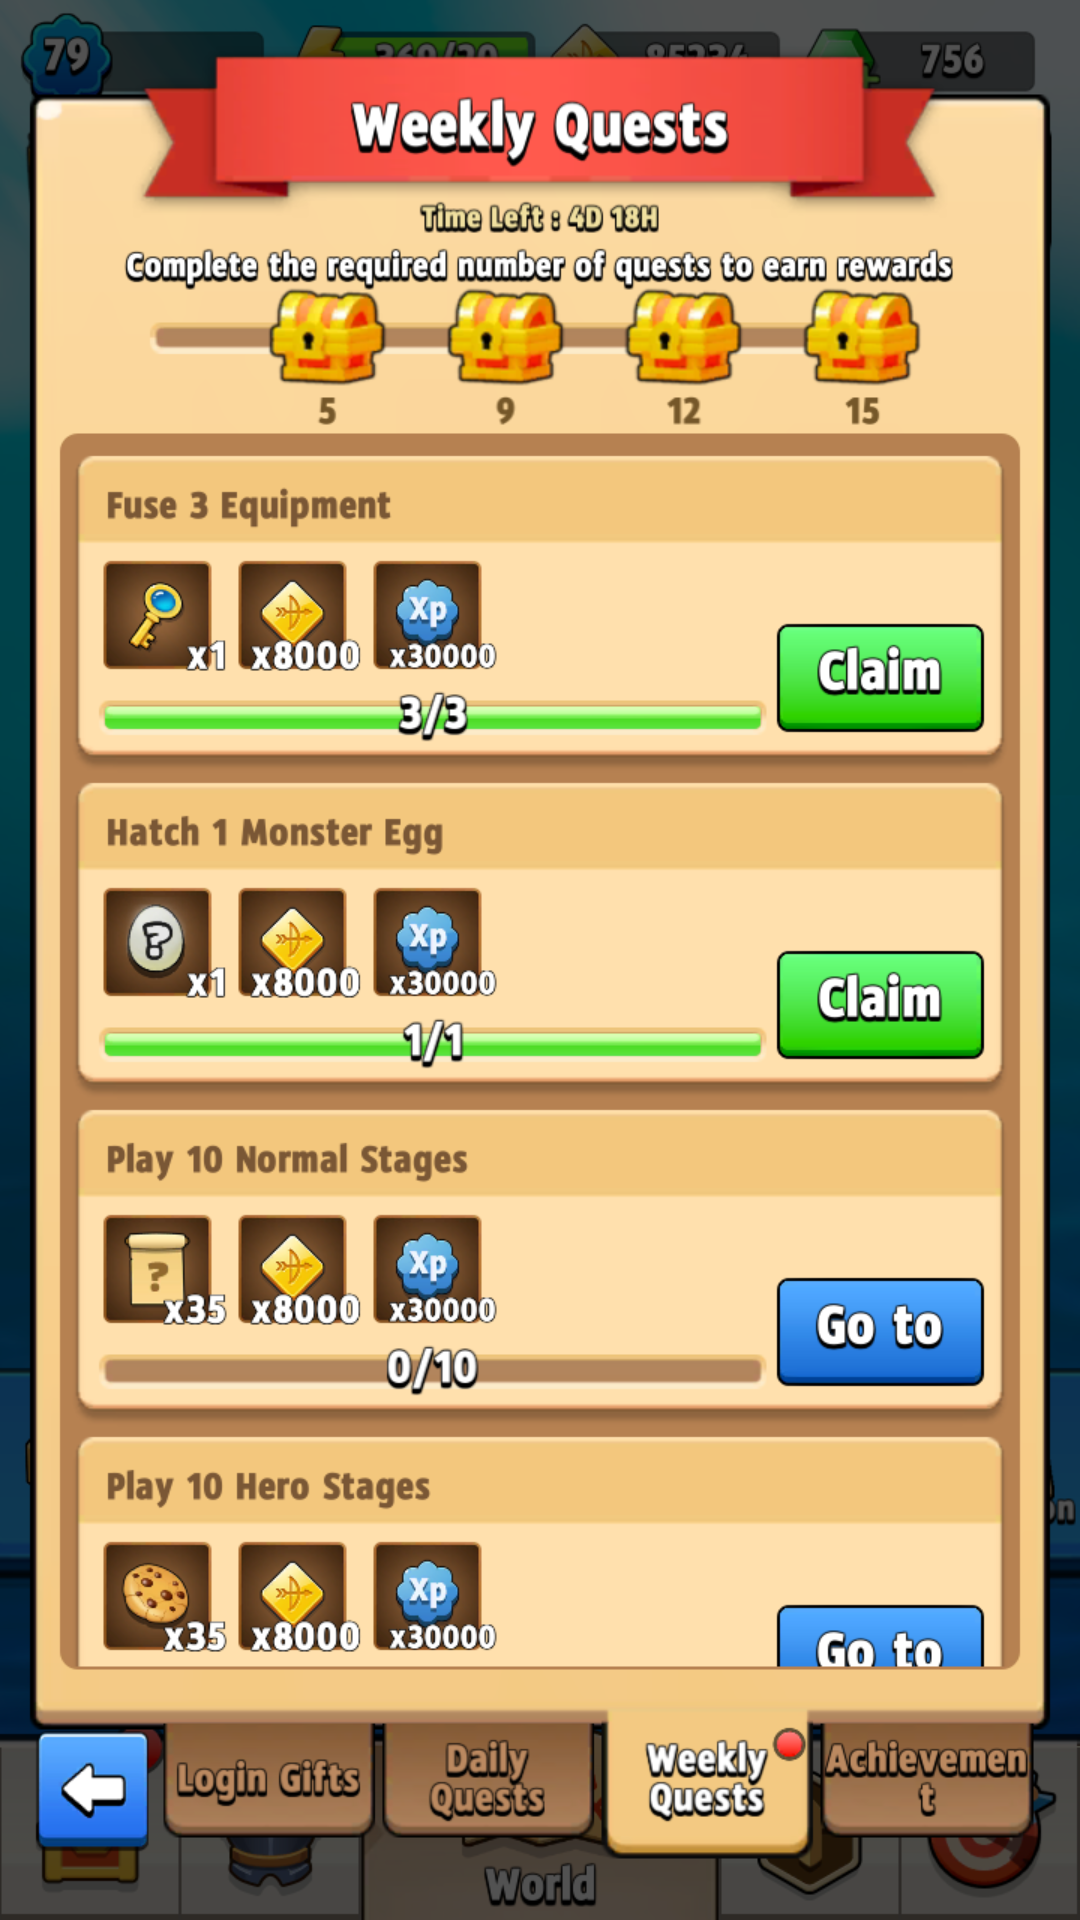 79
756
Weekly Quests
Time Left : 4D 18H
Complete the required number of quests to earn rewards
5 9 12 15
Fuse 3 Equipment
Xp
x1 x8000 x30000
Claim
3/3
Hatch 1 Monster Egg
? Xp
x1 x8000 x30000
Claim
1/1
Play 10 Normal Stages
? Xp
x35 x8000 x30000
Go to
0/10
Play 10 Hero Stages
Xp
x35 x8000 x30000
Go to
Login Gifts
Daily
Quests
Weekly
Quests
Achievemen
t
World